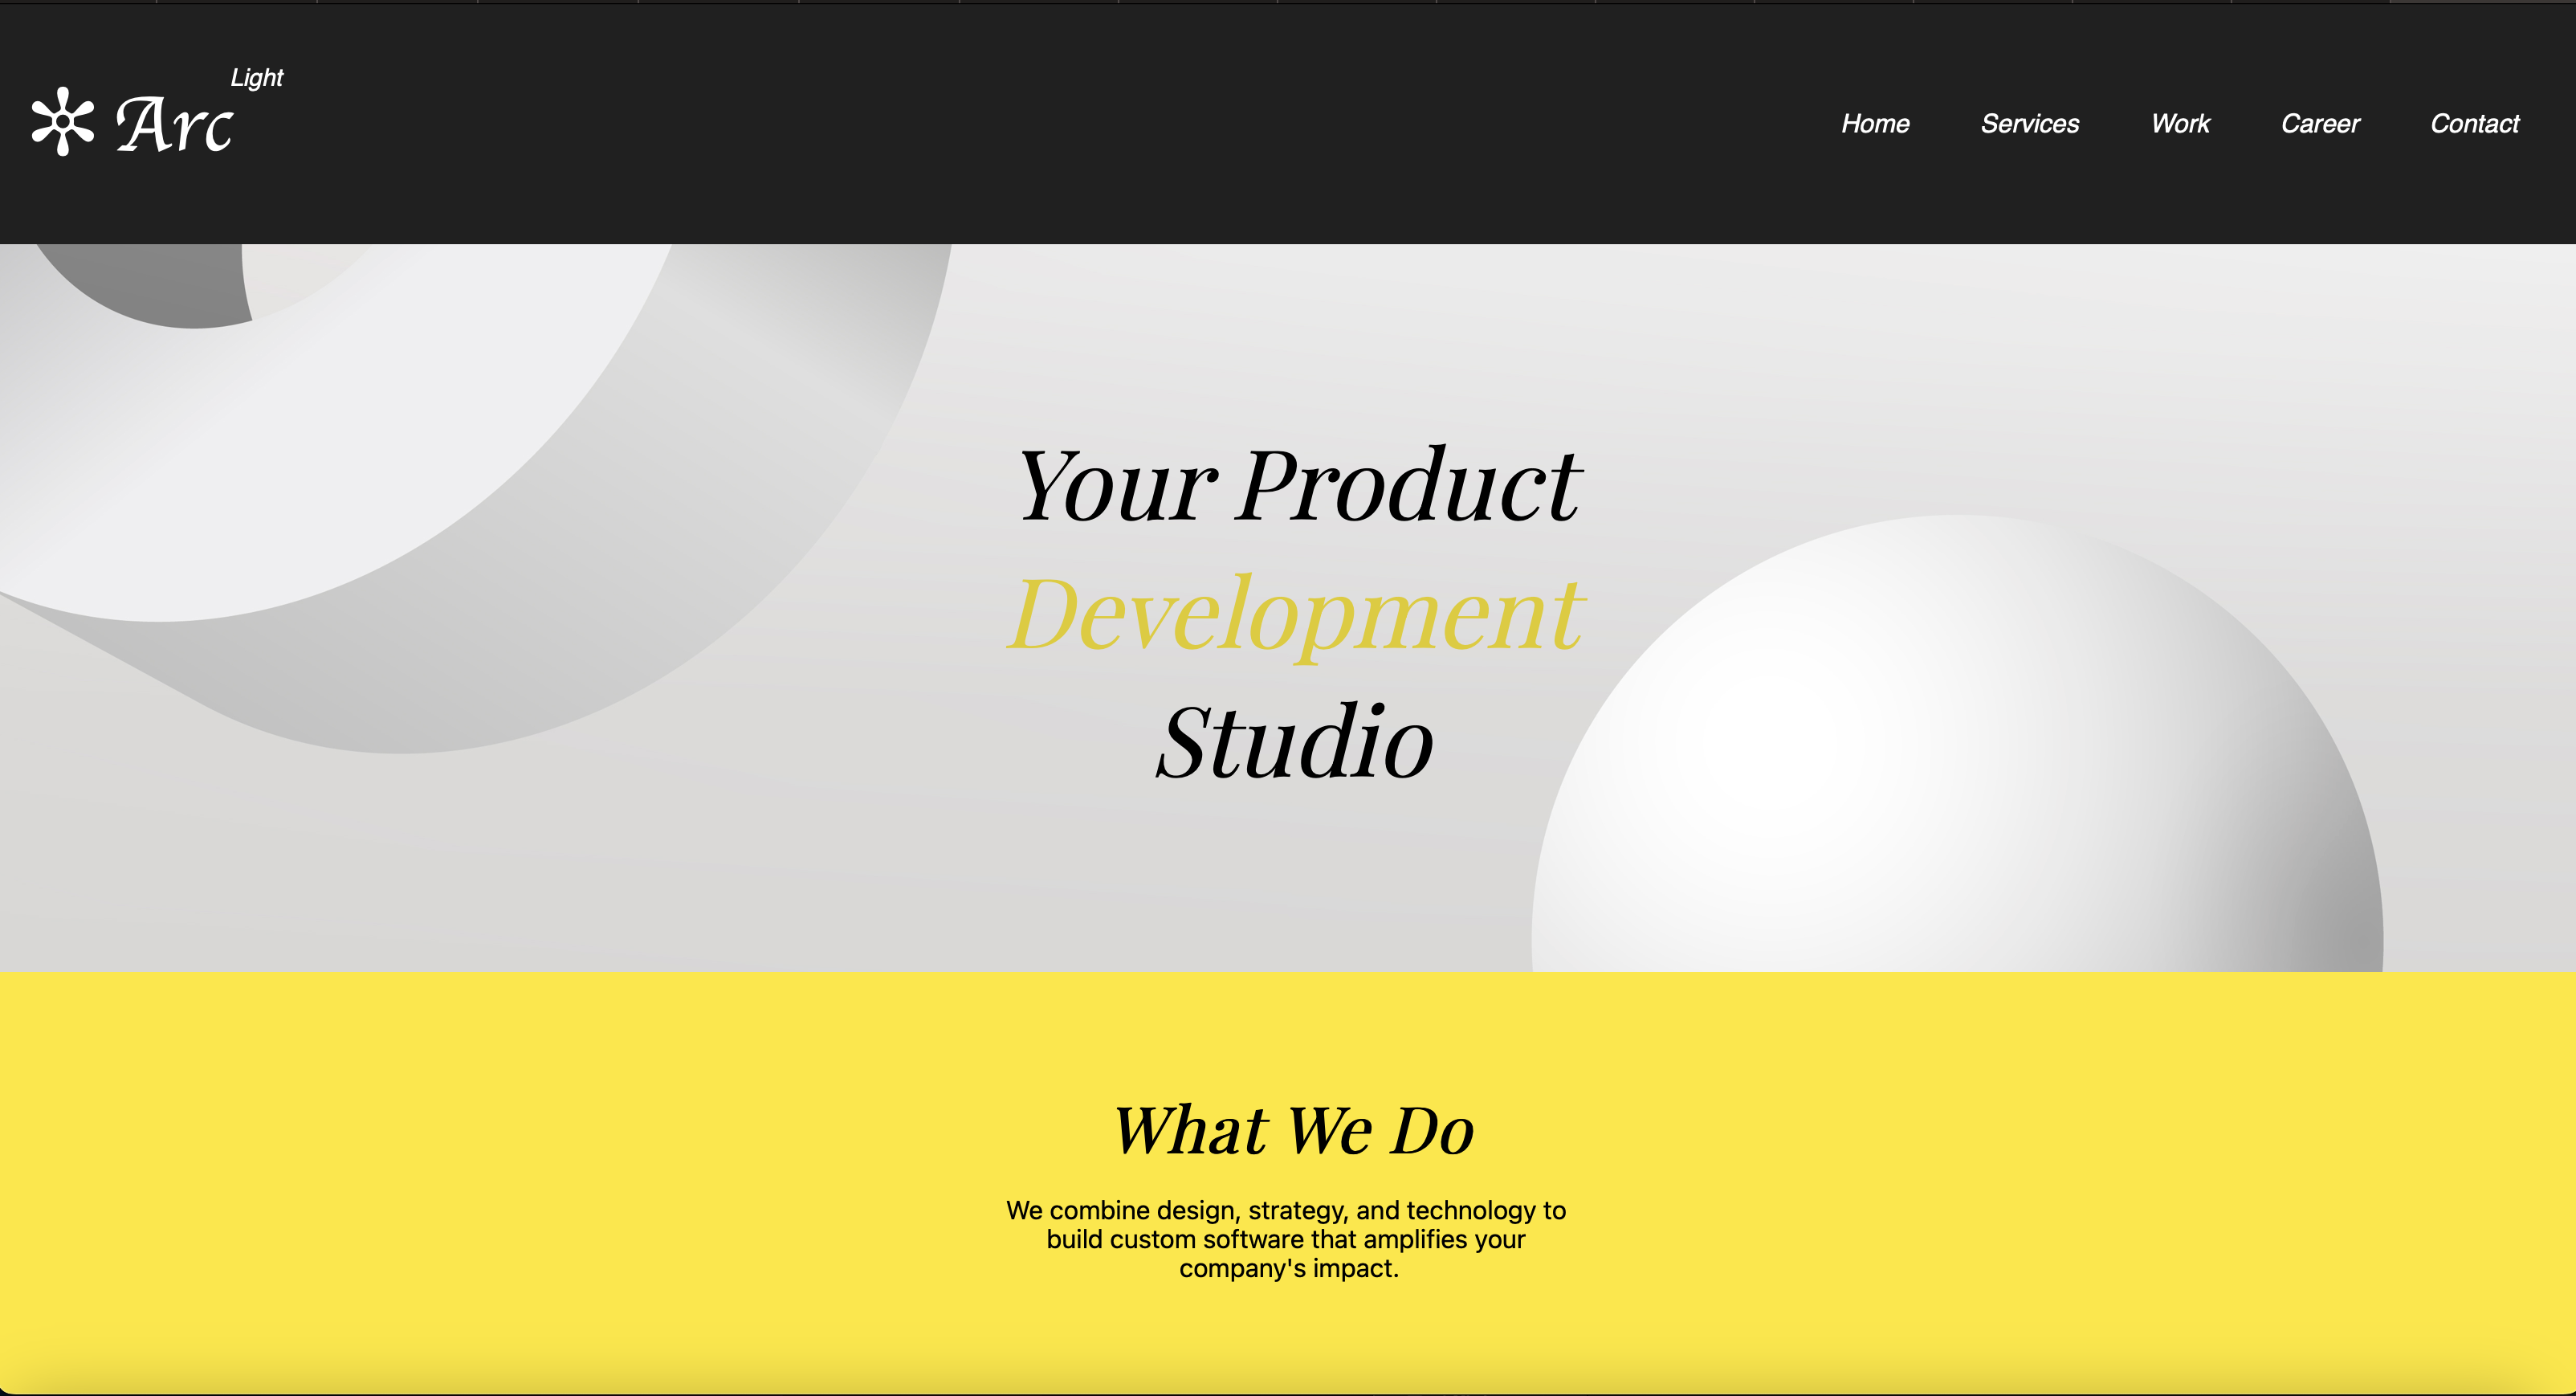 Light
Arc
Home Services Work Career Contact
Your Product
Development
Studio
What We Do
We combine design, strategy, and technology to
build custom software that amplifies your
company's impact.